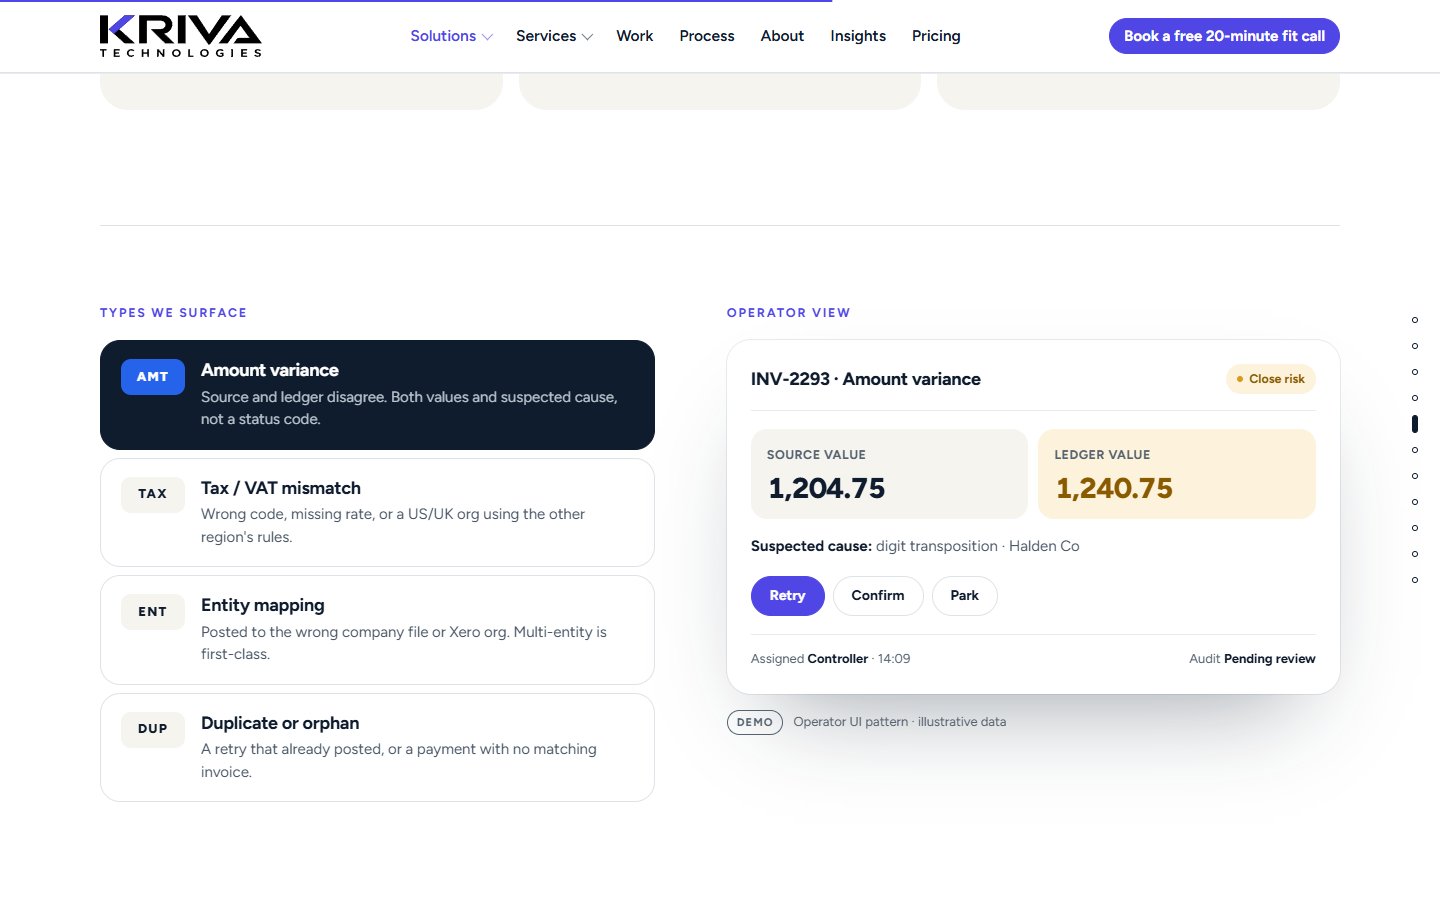 KRIVA
TECHNOLOGIES
Solutions
Services
Work
Process
About
Insights
Pricing
Book a free 20-minute fit call
TYPES WE SURFACE
AMT
Amount variance
Source and ledger disagree. Both values and suspected cause,
not a status code.
TAX
Tax / VAT mismatch
Wrong code, missing rate, or a US/UK org using the other
region's rules.
ENT
Entity mapping
Posted to the wrong company file or Xero org. Multi-entity is
first-class.
DUP
Duplicate or orphan
A retry that already posted, or a payment with no matching
invoice.
OPERATOR VIEW
INV-2293 · Amount variance
Close risk
SOURCE VALUE
1,204.75
LEDGER VALUE
1,240.75
Suspected cause: digit transposition · Halden Co
Retry
Confirm
Park
Assigned Controller · 14:09
Audit Pending review
DEMO
Operator UI pattern · illustrative data